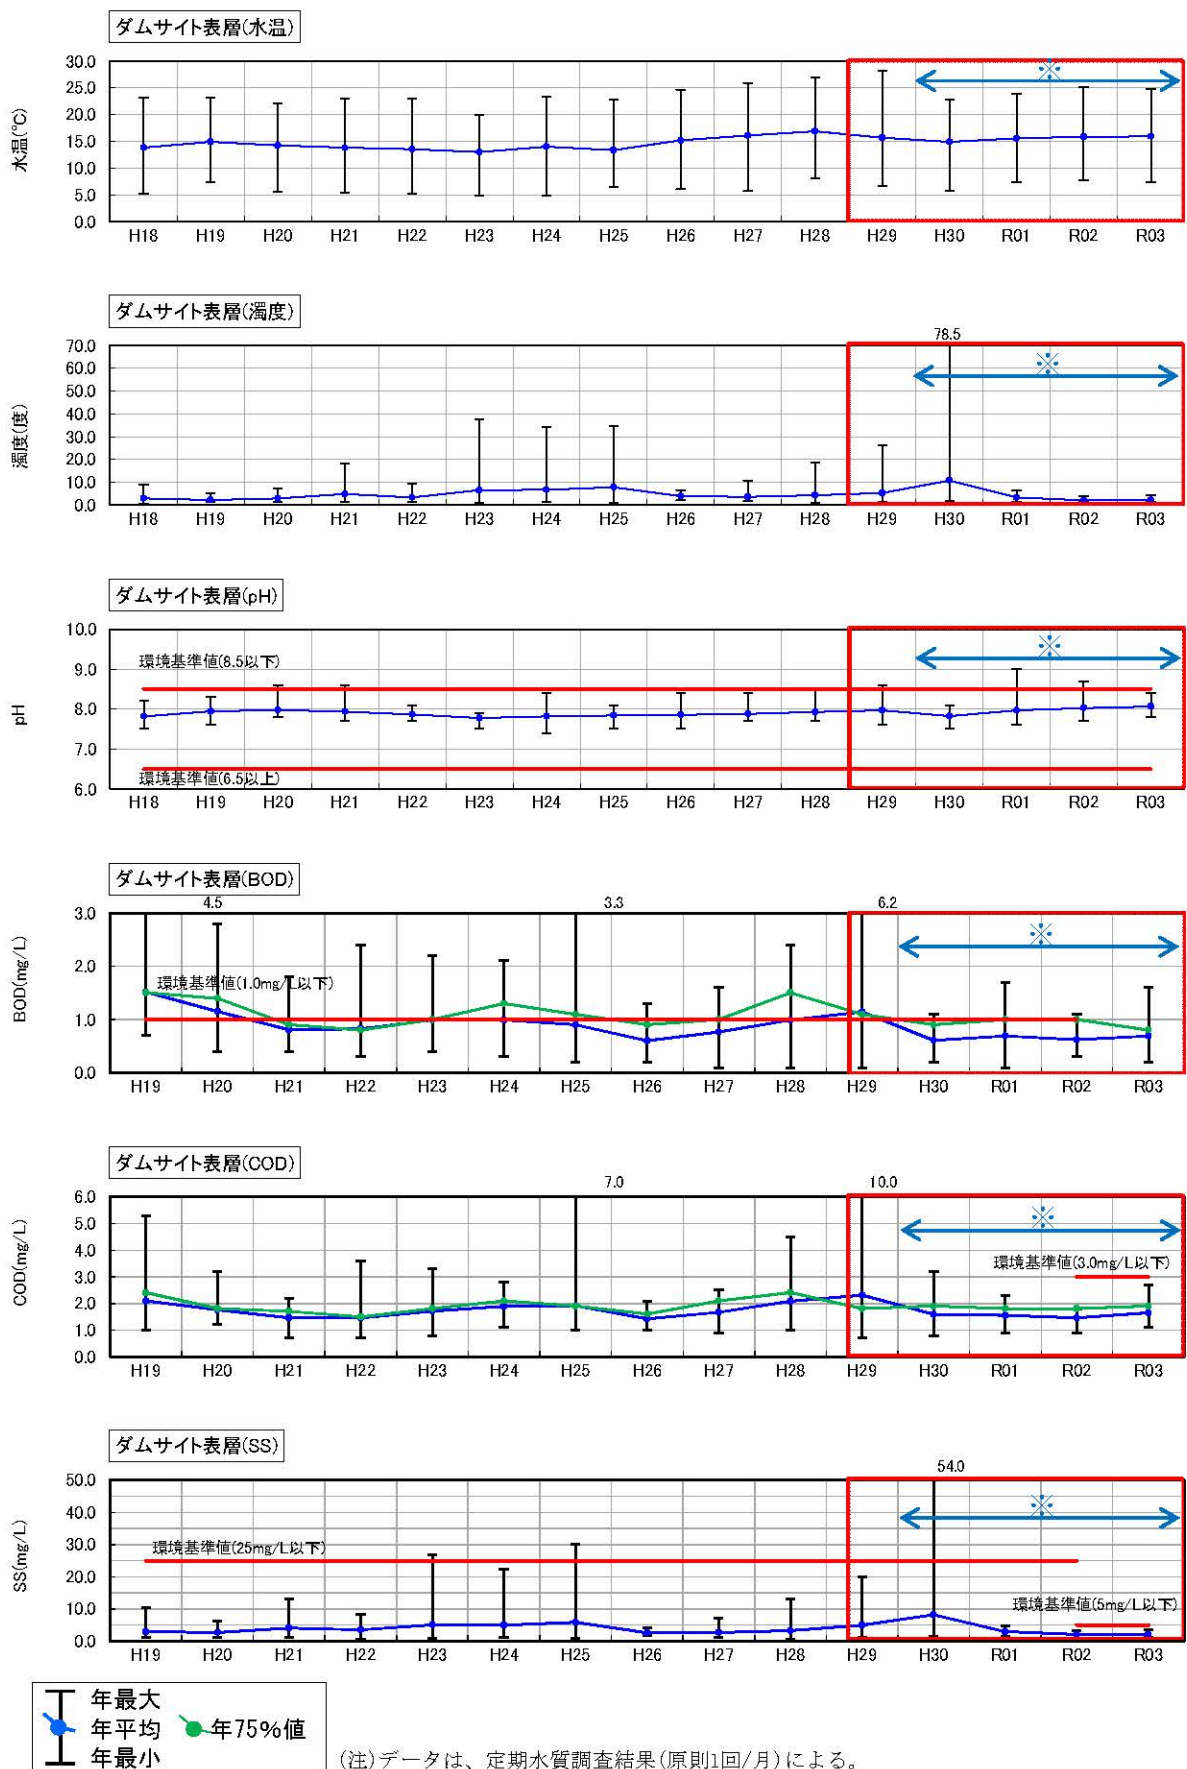 ダムサイト表層(水温)
30.0
25.0
20.0
15.0
10.0
5.0
0.0
水温(℃)
※
H18 H19 H20 H21 H22 H23 H24 H25 H26 H27 H28 H29 H30 R01 R02 R03
ダムサイト表層(濁度)
78.5
70.0
60.0
50.0
40.0
30.0
20.0
10.0
0.0
濁度(度)
※
H18 H19 H20 H21 H22 H23 H24 H25 H26 H27 H28 H29 H30 R01 R02 R03
ダムサイト表層(pH)
10.0
9.0
8.0
7.0
6.0
pH
※
環境基準値(8.5以下)
環境基準値(6.5以上)
H18 H19 H20 H21 H22 H23 H24 H25 H26 H27 H28 H29 H30 R01 R02 R03
ダムサイト表層(BOD)
4.5 3.3 6.2
3.0
2.0
1.0
0.0
BOD(mg/L)
※
環境基準値(1.0mg/L以下)
H19 H20 H21 H22 H23 H24 H25 H26 H27 H28 H29 H30 R01 R02 R03
ダムサイト表層(COD)
7.0 10.0
6.0
5.0
4.0
3.0
2.0
1.0
0.0
COD(mg/L)
※
環境基準値(3.0mg/L以下)
H19 H20 H21 H22 H23 H24 H25 H26 H27 H28 H29 H30 R01 R02 R03
ダムサイト表層(SS)
54.0
50.0
40.0
30.0
20.0
10.0
0.0
SS(mg/L)
※
環境基準値(25mg/L以下)
環境基準値(5mg/L以下)
H19 H20 H21 H22 H23 H24 H25 H26 H27 H28 H29 H30 R01 R02 R03
年最大
年平均 年75%値
年最小
(注)データは、定期水質調査結果(原則1回/月)による。